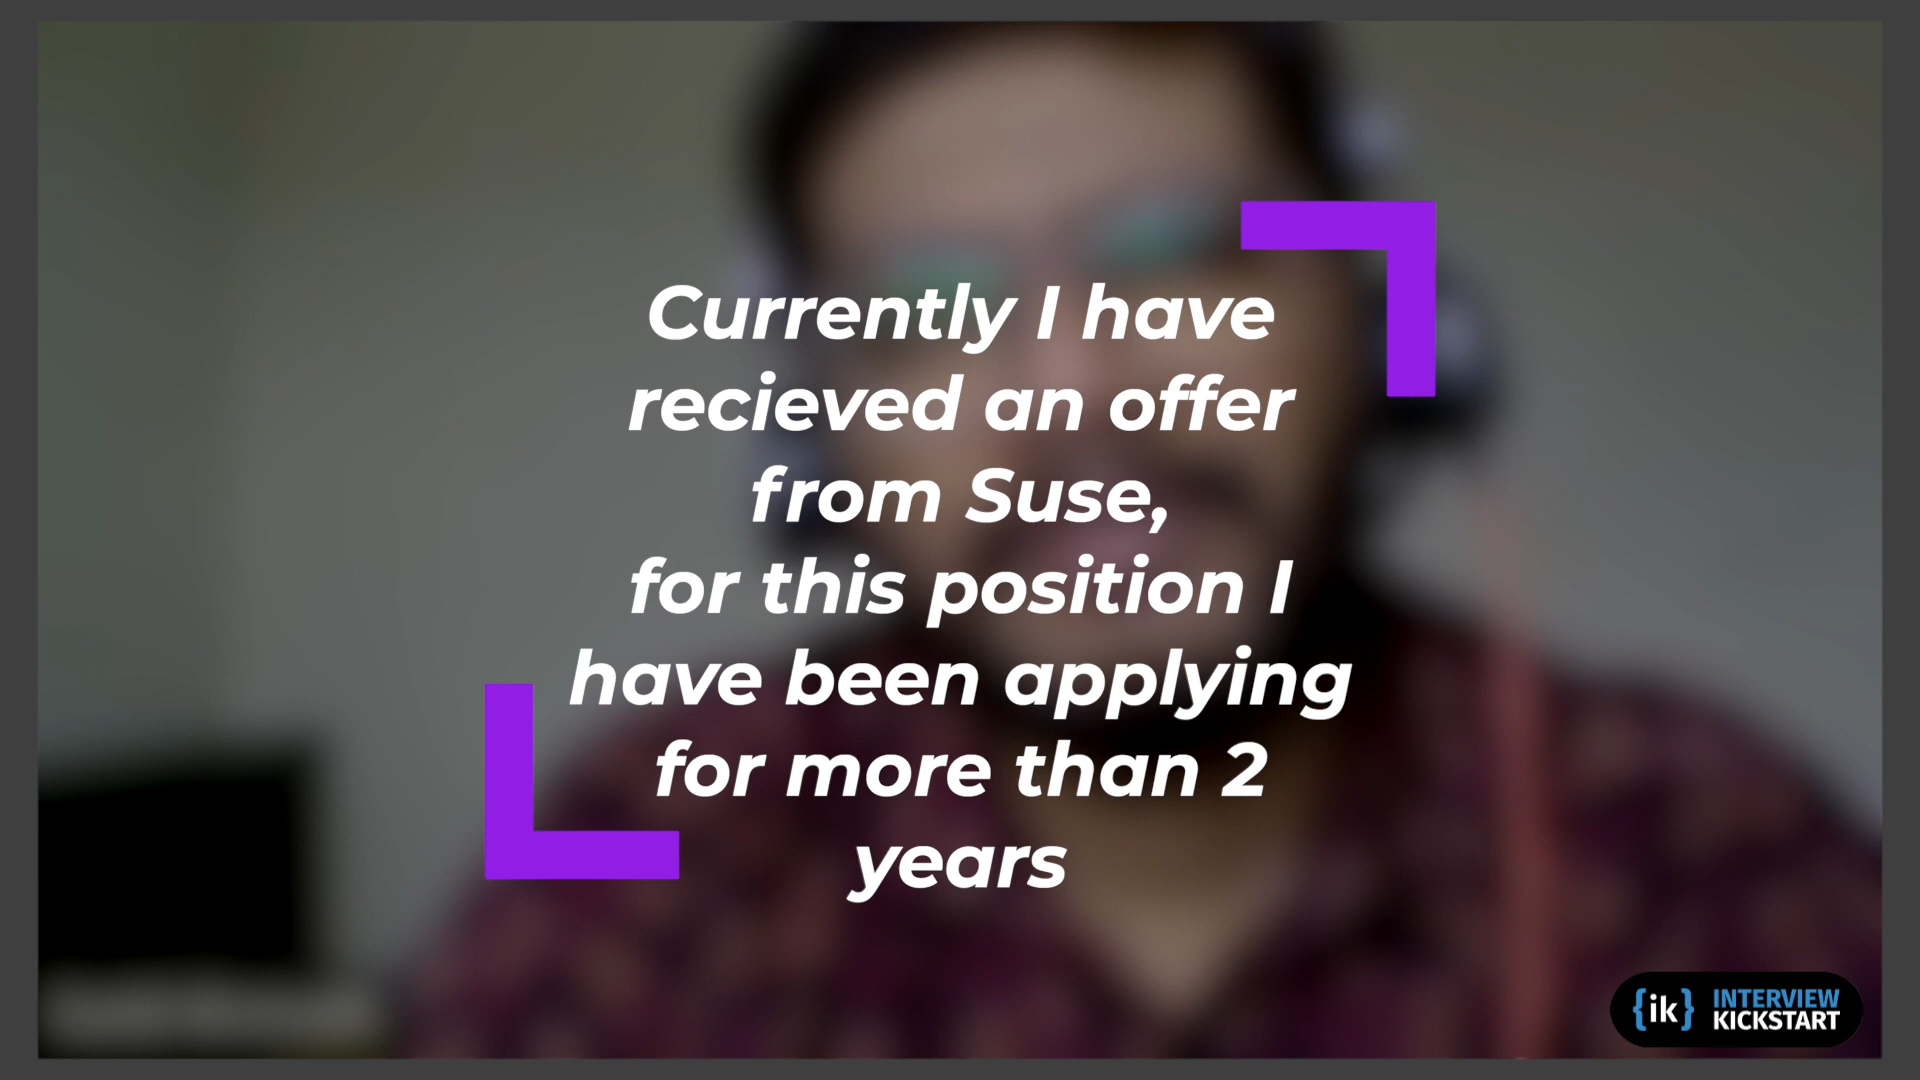 Currently I have
recieved an offer
from Suse,
for this position I
have been applying
for more than 2
years
{ik} INTERVIEW
KICKSTART